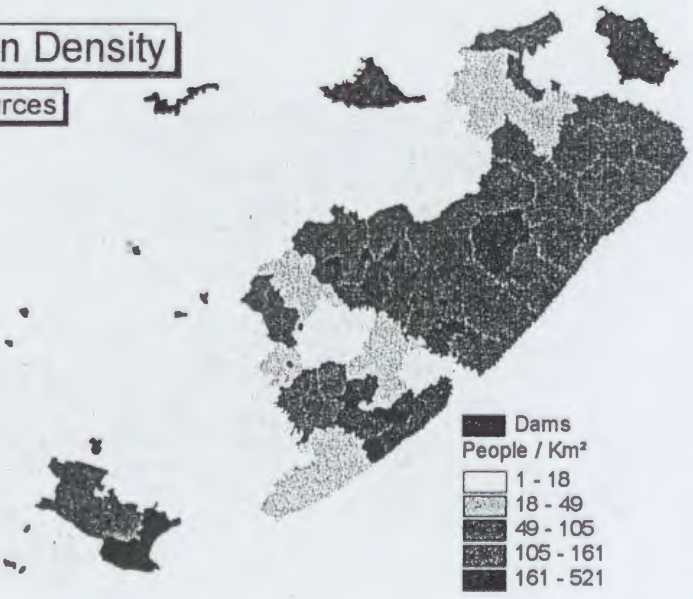 n Density
rces
Dams
People / Km²
1 - 18
18 - 49
49 - 105
105 - 161
161 - 521